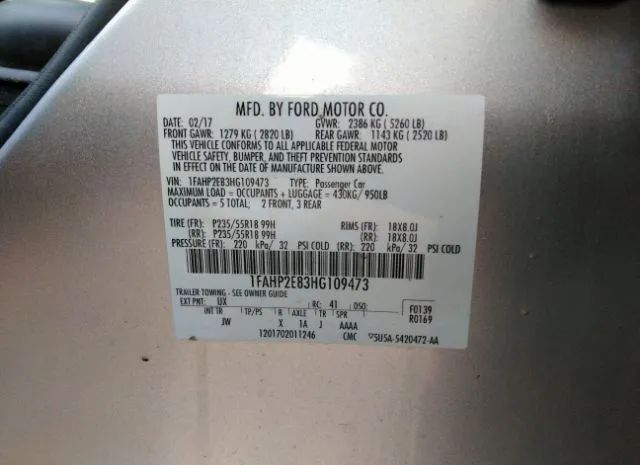 MFD. BY FORD MOTOR CO.
DATE: 02/17 GVWR: 2386 KG ( 5260 LB)
FRONT GAWR: 1279 KG ( 2820 LB) REAR GAWR: 1143 KG ( 2520 LB)
THIS VEHICLE CONFORMS TO ALL APPLICABLE FEDERAL MOTOR
VEHICLE SAFETY, BUMPER, AND THEFT PREVENTION STANDARDS
IN EFFECT ON THE DATE OF MANUFACTURE SHOWN ABOVE.
VIN: 1FAHP2E83HG109473 TYPE: Passenger Car
MAXIMUM LOAD = OCCUPANTS + LUGGAGE = 430KG/ 950LB
OCCUPANTS = 5 TOTAL, 2 FRONT, 3 REAR
TIRE (FR): P235/55R18 99H RIMS (FR): 18X8.0J
(RR): P235/55R18 99H (RR): 18X8.0J
PRESSURE (FR): 220 kPa/ 32 PSI COLD (RR): 220 kPa/ 32 PSI COLD
1FAHP2E83HG109473
TRAILER TOWING - SEE OWNER GUIDE
EXT PNT: UX RC: 41 DSO: F0139
INT TR TP/PS R AXLE TR SPR R0169
JW X 1A J AAAA
1201702011246 CMC 5U5A-5420472-AA